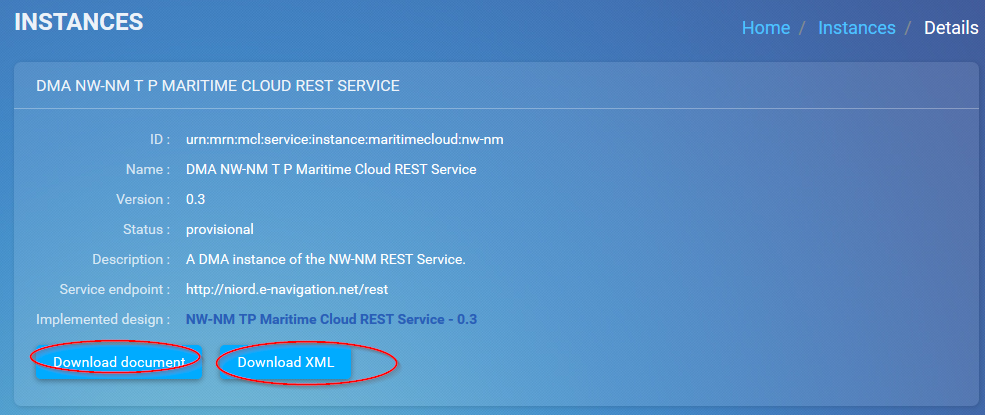 INSTANCES
Home / Instances / Details
DMA NW-NM T P MARITIME CLOUD REST SERVICE
ID : urn:mrn:mcl:service:instance:maritimecloud:nw-nm
Name : DMA NW-NM T P Maritime Cloud REST Service
Version : 0.3
Status : provisional
Description : A DMA instance of the NW-NM REST Service.
Service endpoint : http://niord.e-navigation.net/rest
Implemented design : NW-NM TP Maritime Cloud REST Service - 0.3
Download document Download XML